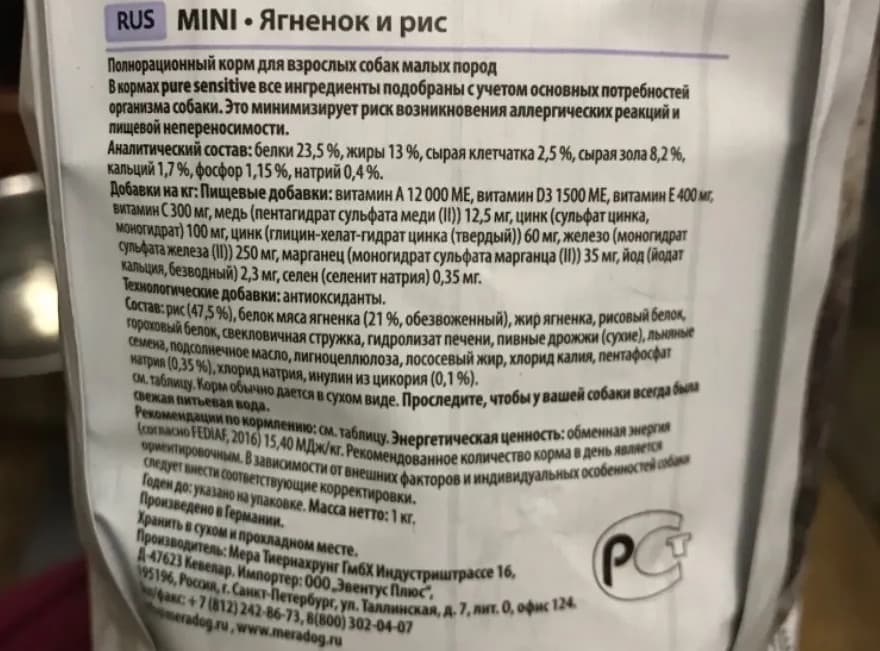 RUS MINI • Ягненок и рис
Полнорационный корм для взрослых собак малых пород
В кормах pure sensitive все ингредиенты подобраны с учетом основных потребностей
организма собаки. Это минимизирует риск возникновения аллергических реакций и
пищевой непереносимости.
Аналитический состав: белки 23,5 %, жиры 13 %, сырая клетчатка 2,5 %, сырая зола 8,2 %,
кальций 1,7 %, фосфор 1,15 %, натрий 0,4 %.
Добавки на кг: Пищевые добавки: витамин А 12 000 МЕ, витамин D3 1500 МЕ, витамин Е 400 мг,
витамин С 300 мг, медь (пентагидрат сульфата меди (II)) 12,5 мг, цинк (сульфат цинка,
моногидрат) 100 мг, цинк (глицин-хелат-гидрат цинка (твердый)) 60 мг, железо (моногидрат
сульфата железа (II)) 250 мг, марганец (моногидрат сульфата марганца (II)) 35 мг, йод (йодат
кальция, безводный) 2,3 мг, селен (селенит натрия) 0,35 мг.
Технологические добавки: антиоксиданты.
Состав: рис (47,5 %), белок мяса ягненка (21 %, обезвоженный), жир ягненка, рисовый белок,
гороховый белок, свекловичная стружка, гидролизат печени, пивные дрожжи (сухие), льняные
семена, подсолнечное масло, лигноцеллюлоза, лососевый жир, хлорид калия, пентафосфат
натрия (0,35 %), хлорид натрия, инулин из цикория (0,1 %).
см. таблицу. Корм обычно дается в сухом виде. Проследите, чтобы у вашей собаки всегда была
свежая питьевая вода.
Рекомендации по кормлению: см. таблицу. Энергетическая ценность: обменная энергия
(согласно FEDIAF, 2016) 15,40 МДж/кг. Рекомендованное количество корма в день является
ориентировочным. В зависимости от внешних факторов и индивидуальных особенностей собаки
следует внести соответствующие корректировки.
Годен до: указано на упаковке. Масса нетто: 1 кг.
Произведено в Германии.
Хранить в сухом и прохладном месте.
Производитель: Мера Тиернахрунг ГмбХ Индустриштрассе 16,
Д-47623 Кевелар. Импортер: ООО „Эвентус Плюс",
195196, Россия, г. Санкт-Петербург, ул. Таллинская, д. 7, лит. О, офис 124.
факс: + 7 (812) 242-86-73, 8(800) 302-04-07
meradog.ru, www.meradog.ru
РСТ